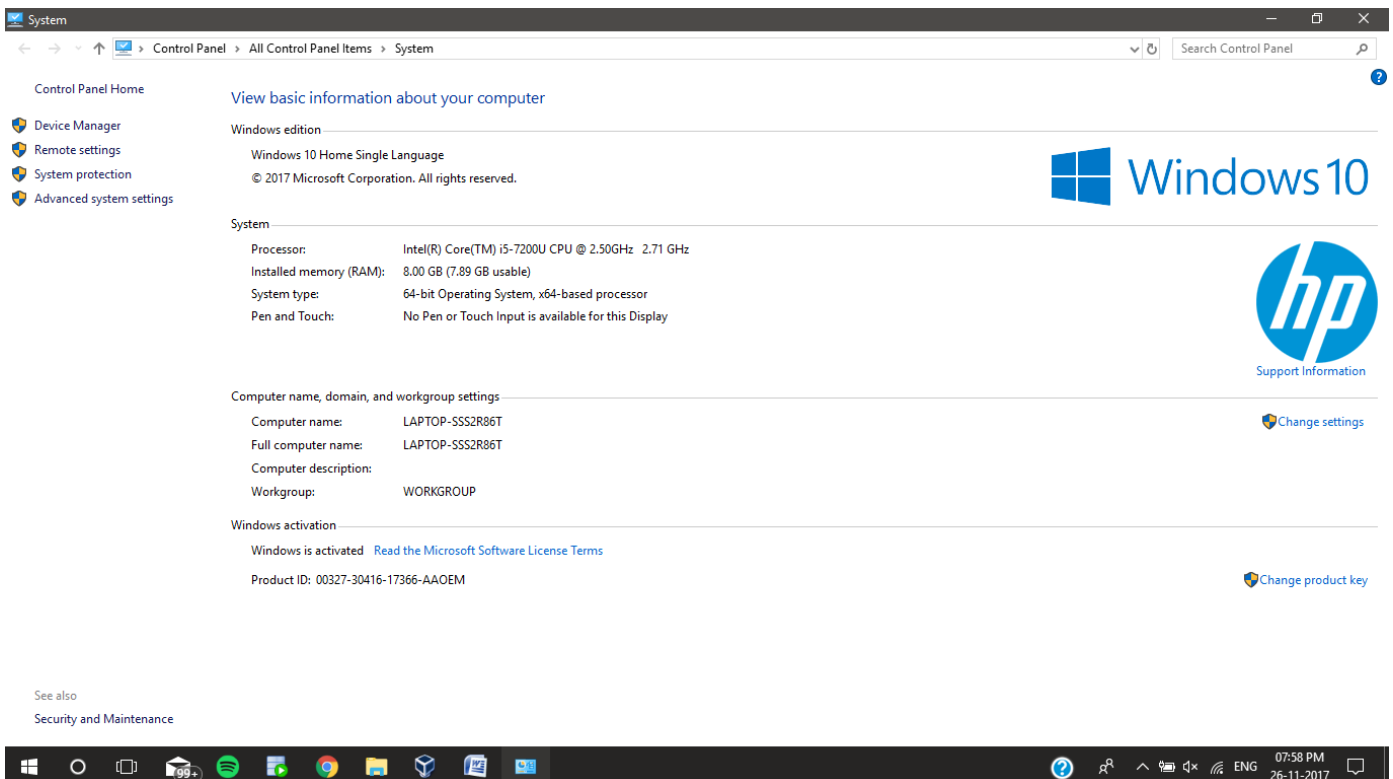 System
Control Panel › All Control Panel Items › System
Search Control Panel
Control Panel Home
Device Manager
Remote settings
System protection
Advanced system settings
See also
Security and Maintenance
?
View basic information about your computer
Windows edition
Windows 10 Home Single Language
© 2017 Microsoft Corporation. All rights reserved.
Windows 10
System
Processor: Intel(R) Core(TM) i5-7200U CPU @ 2.50GHz 2.71 GHz
Installed memory (RAM): 8.00 GB (7.89 GB usable)
System type: 64-bit Operating System, x64-based processor
Pen and Touch: No Pen or Touch Input is available for this Display
hp
Support Information
Computer name, domain, and workgroup settings
Computer name: LAPTOP-SSS2R86T
Change settings
Full computer name: LAPTOP-SSS2R86T
Computer description:
Workgroup: WORKGROUP
Windows activation
Windows is activated Read the Microsoft Software License Terms
Product ID: 00327-30416-17366-AAOEM
Change product key
99+
W
?
ENG
07:58 PM
26-11-2017